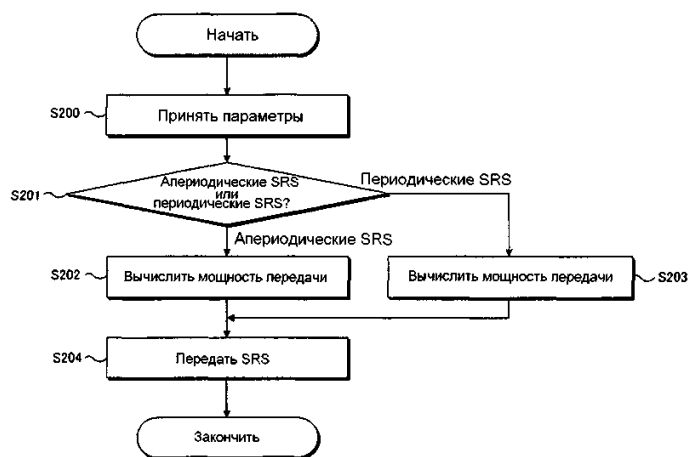 Начать
S200
Принять параметры
S201
Апериодические SRS
или
периодические SRS?
Периодические SRS
Апериодические SRS
S202
Вычислить мощность передачи
Вычислить мощность передачи
S203
S204
Передать SRS
Закончить